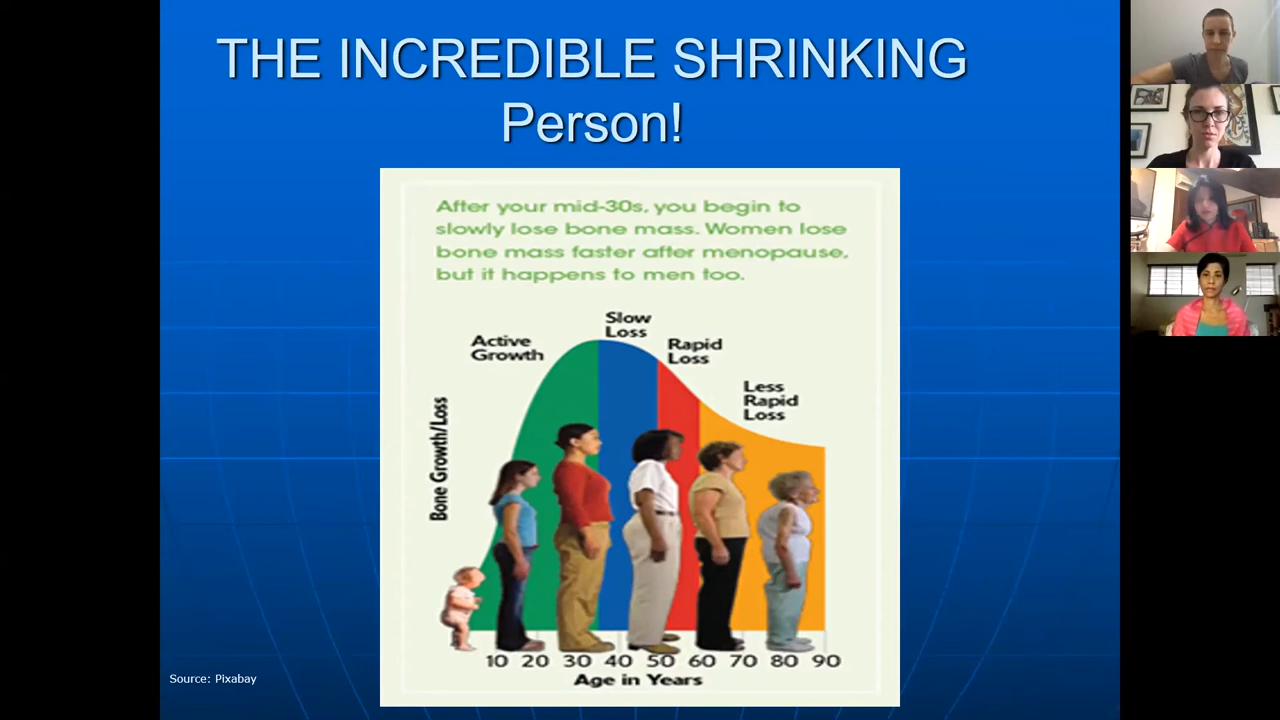 THE INCREDIBLE SHRINKING
Person!
After your mid-30s, you begin to
slowly lose bone mass. Women lose
bone mass faster after menopause,
but it happens to men too.
Slow
Loss
Active
Growth
Rapid
Loss
Less
Rapid
Loss
Bone Growth/Loss
10 20 30 40 50 60 70 80 90
Age in Years
Source: Pixabay